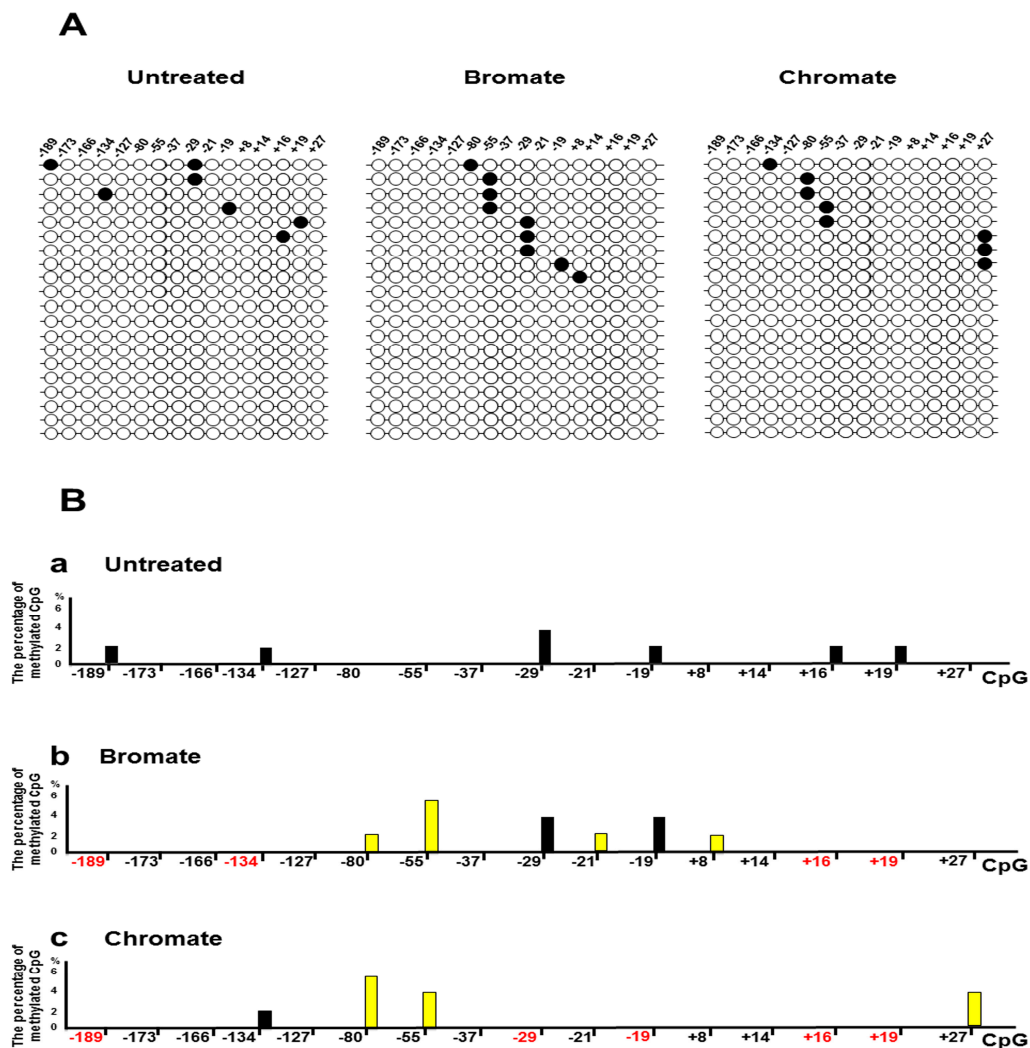 A
Untreated
Bromate
Chromate
-189 -173 -166 -134 -127 -80 -55 -37 -29 -21 -19 +8 +14 +16 +19 +27
-189 -173 -166 -134 -127 -80 -55 -37 -29 -21 -19 +8 +14 +16 +19 +27
-189 -173 -166 -134 -127 -80 -55 -37 -29 -21 -19 +8 +14 +16 +19 +27
B
a Untreated
The percentage of
methylated CpG
%
6
4
2
0
-189 -173 -166 -134 -127 -80 -55 -37 -29 -21 -19 +8 +14 +16 +19 +27 CpG
b Bromate
The percentage of
methylated CpG
%
6
4
2
0
-189 -173 -166 -134 -127 -80 -55 -37 -29 -21 -19 +8 +14 +16 +19 +27 CpG
c Chromate
The percentage of
methylated CpG
%
6
4
2
0
-189 -173 -166 -134 -127 -80 -55 -37 -29 -21 -19 +8 +14 +16 +19 +27 CpG